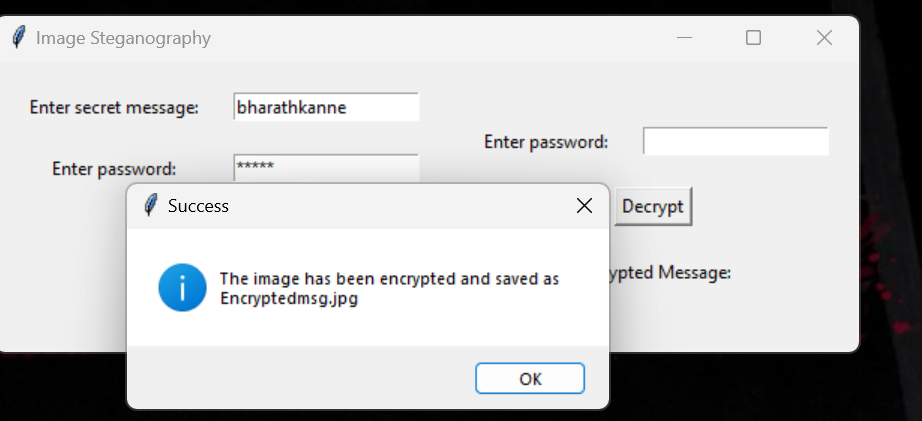 Image Steganography
Enter secret message: bharathkanne
Enter password:
Enter password: *****
Success
Decrypt
The image has been encrypted and saved as
Encryptedmsg.jpg
ypted Message:
OK